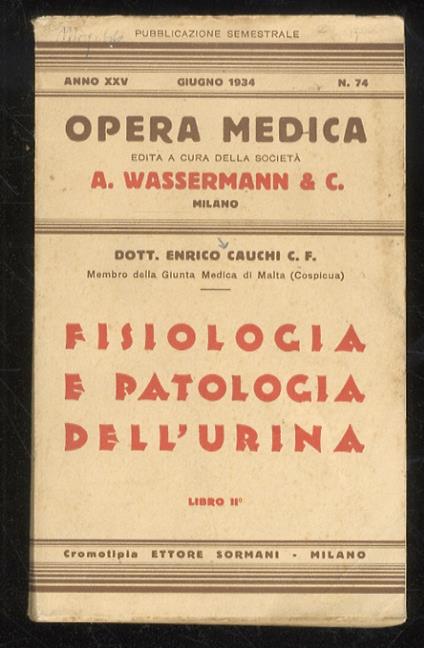 PUBBLICAZIONE SEMESTRALE
ANNO XXV GIUGNO 1934 N. 74
OPERA MEDICA
EDITA A CURA DELLA SOCIETÀ
A. WASSERMANN & C.
MILANO
DOTT. ENRICO CAUCHI C. F.
Membro della Giunta Medica di Malta (Cospicua)
FISIOLOGIA
E PATOLOGIA
DELL'URINA
LIBRO II°
Cromotipia ETTORE SORMANI - MILANO